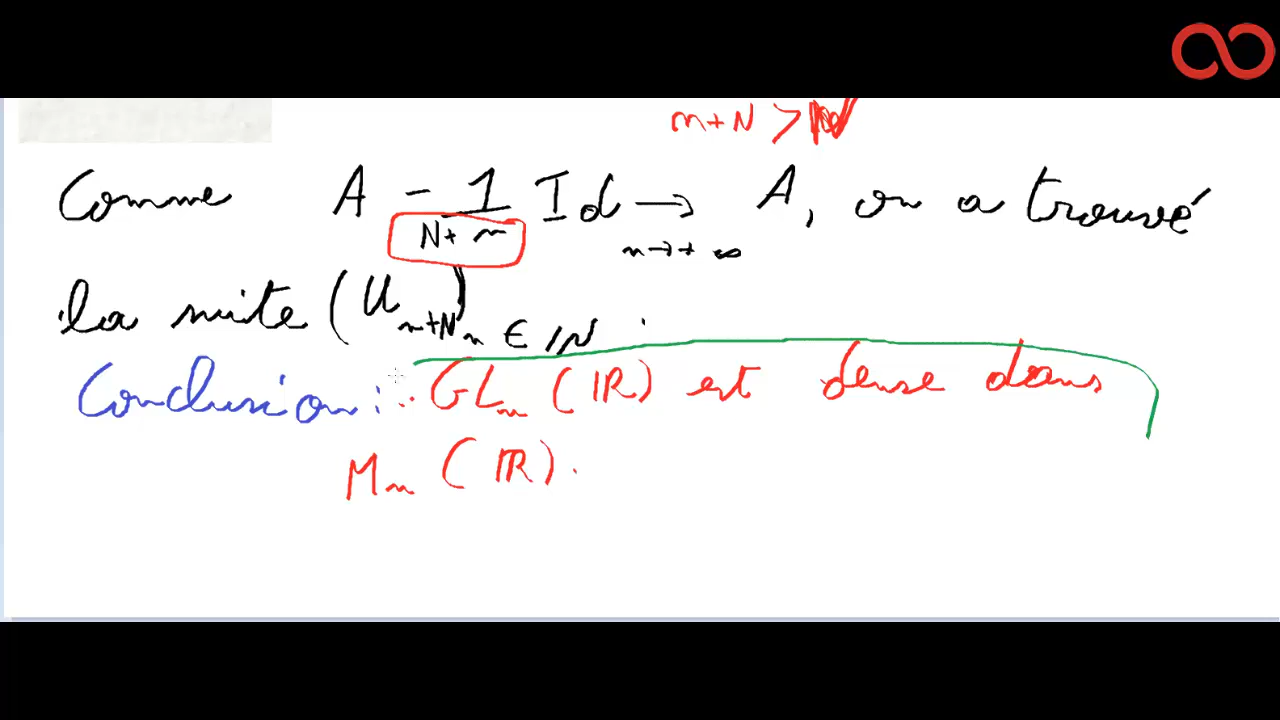 m+N >
Comme A - 1/(N+n) Id → A, on a trouvé
n→+∞
la suite (U_{n+N})_{n ∈ ℕ}.
Conclusion : GL_n (ℝ) est dense dans
M_n (ℝ).